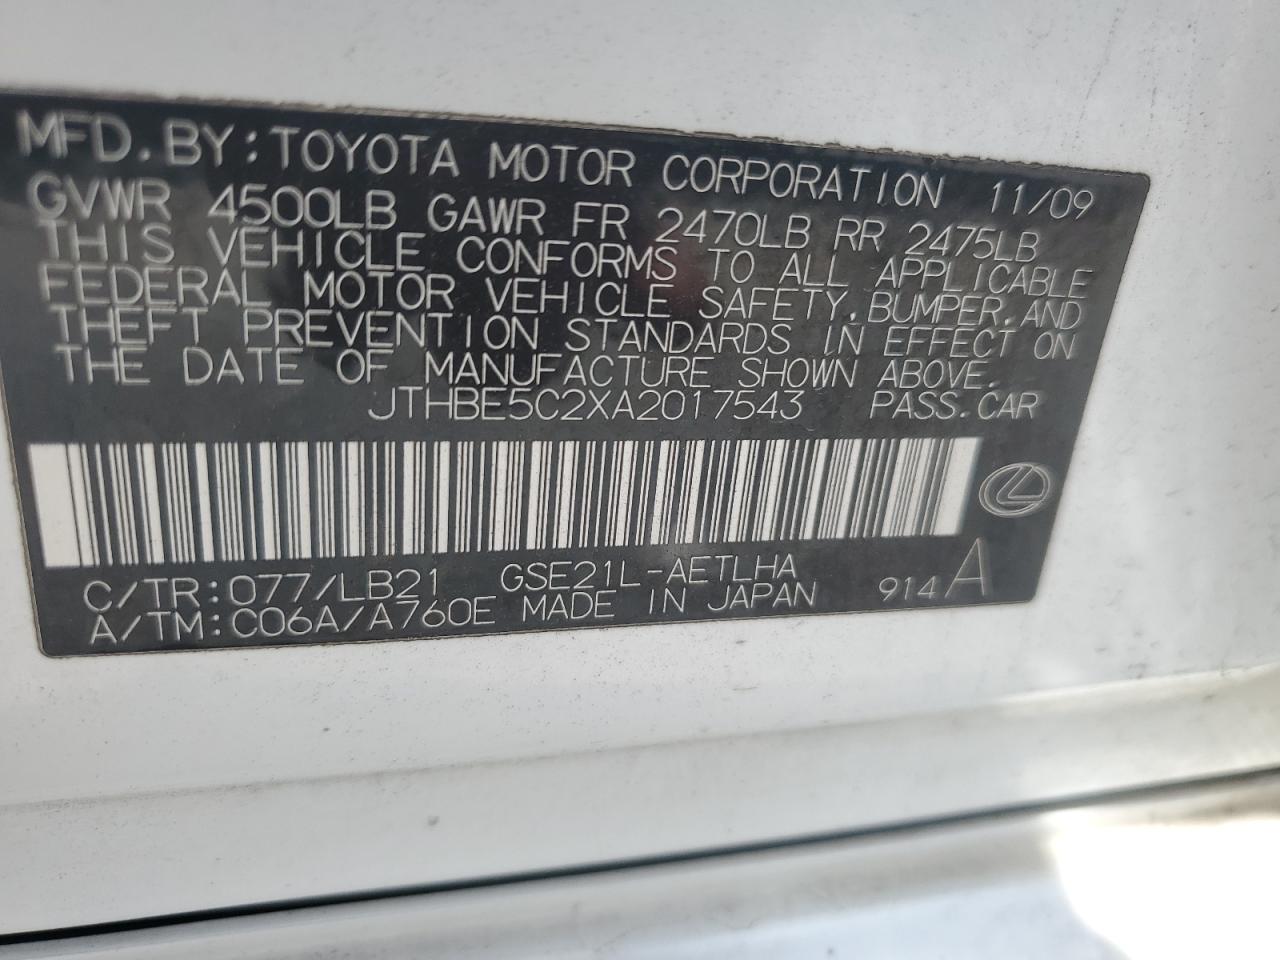 MFD. BY: TOYOTA MOTOR CORPORATION 11/09
GVWR 4500LB GAWR FR 2470LB RR 2475LB
THIS VEHICLE CONFORMS TO ALL APPLICABLE
FEDERAL MOTOR VEHICLE SAFETY, BUMPER, AND
THEFT PREVENTION STANDARDS IN EFFECT ON
THE DATE OF MANUFACTURE SHOWN ABOVE.
JTHBE5C2XA2017543 PASS. CAR
C/TR: 077/LB21 GSE21L-AETLHA
A/TM: C06A/A760E MADE IN JAPAN 914 A